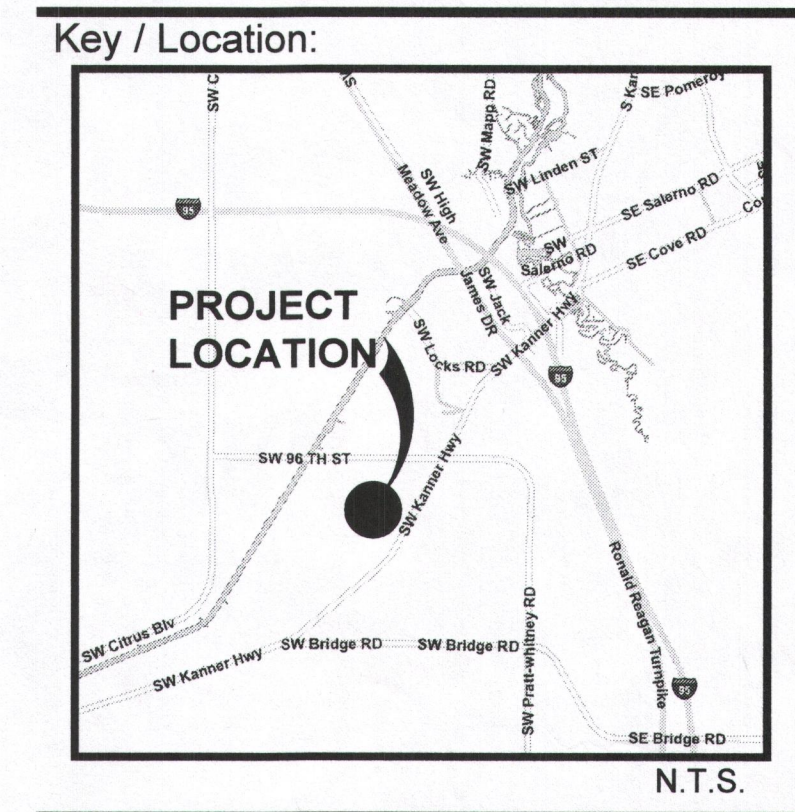 Key / Location:
SW C
SW Mapp RD
S Kan
SE Pomeroy
SW High
Meadow Ave
SW Linden ST
95
SE Salerno RD
SE
Co
SW
Salerno RD
SE Cove RD
PROJECT
LOCATION
SW Jack
James DR
SW Locks RD
SW Kanner Hwy
95
SW 96 TH ST
SW Kanner Hwy
Ronald Reagan Turnpike
SW Citrus Blv
SW Bridge RD
SW Bridge RD
SW Pratt-whitney RD
SW Kanner Hwy
95
SE Bridge RD
N.T.S.